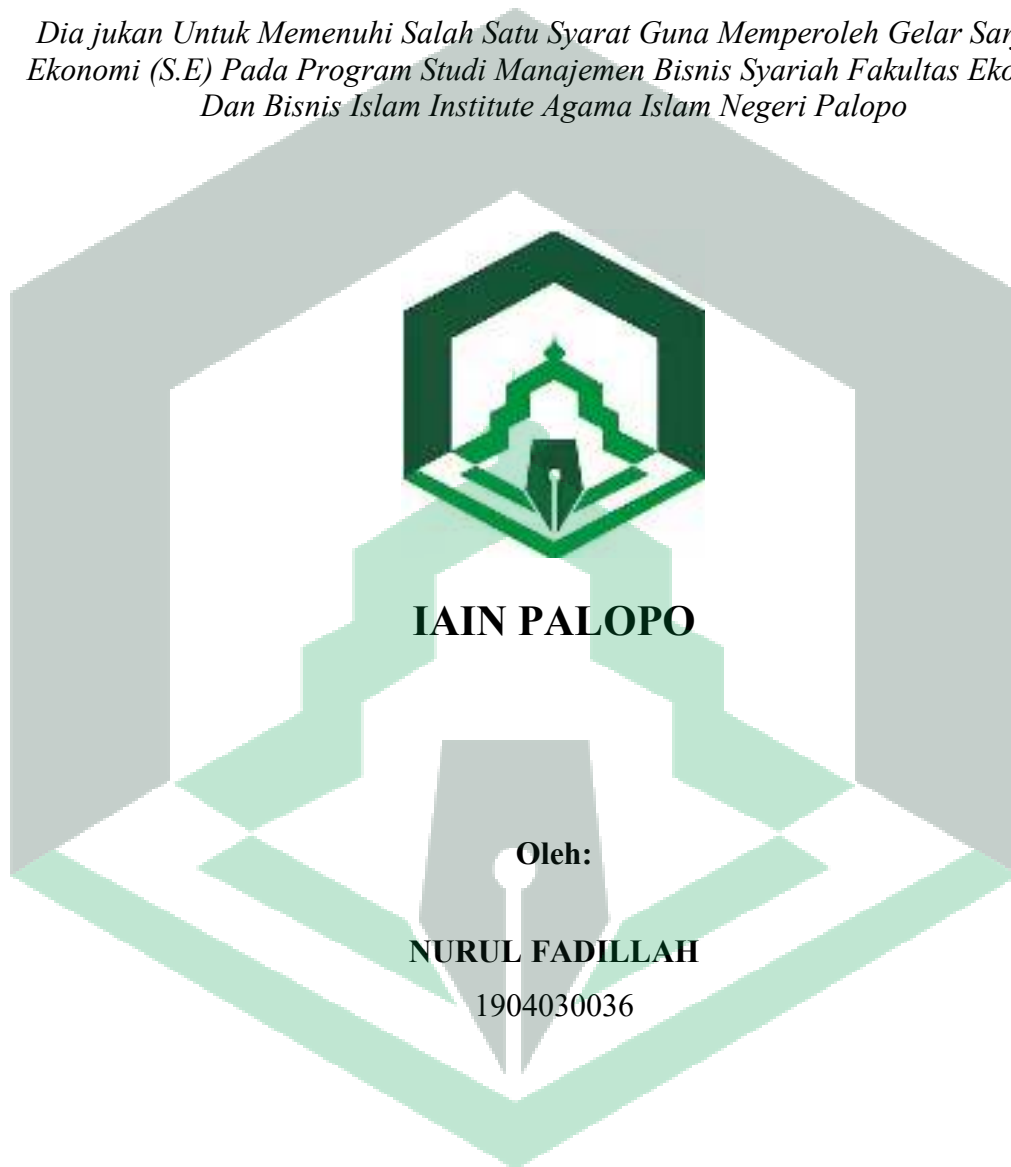 Dia jukan Untuk Memenuhi Salah Satu Syarat Guna Memperoleh Gelar
Ekonomi (S.E) Pada Program Studi Manajemen Bisnis Syariah Fakultas
Dan Bisnis Islam Institute Agama Islam Negeri Palopo
IAIN PALOPO
Oleh:
NURUL FADILLAH
1904030036